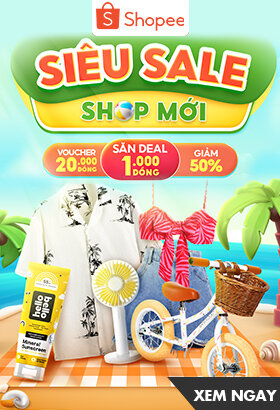 Shopee
SIÊU SALE
SHOP MỚI
VOUCHER
20.000
ĐỒNG
SĂN DEAL
1.000
ĐỒNG
GIẢM
50%
hello
hello
Mineral
Sunscreen
XEM NGAY